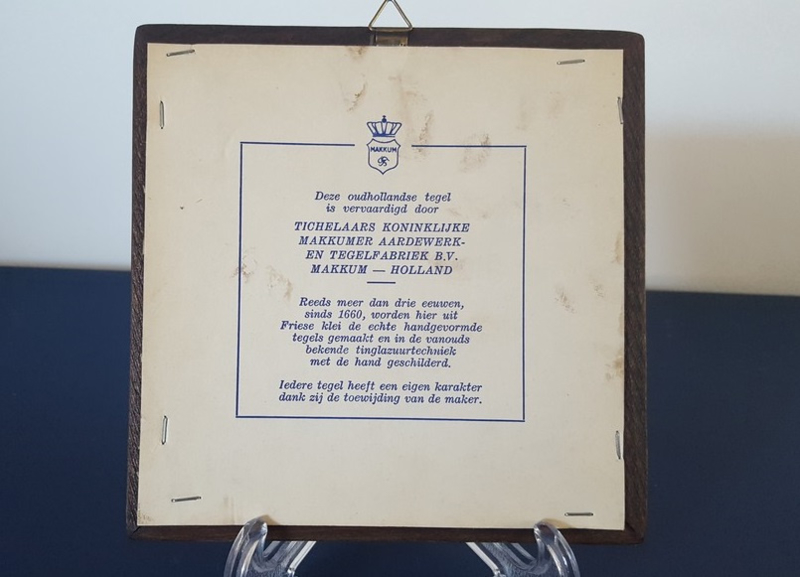 MAKKUM
Deze oudhollandse tegel
is vervaardigd door
TICHELAARS KONINKLIJKE
MAKKUMER AARDEWERK-
EN TEGELFABRIEK B.V.
MAKKUM — HOLLAND
Reeds meer dan drie eeuwen,
sinds 1660, worden hier uit
Friese klei de echte handgevormde
tegels gemaakt en in de vanouds
bekende tinglazuurtechniek
met de hand geschilderd.
Iedere tegel heeft een eigen karakter
dank zij de toewijding van de maker.